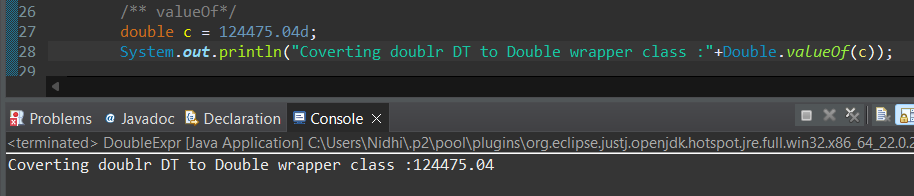 26 /** valueOf*/
27 double c = 124475.04d;
28 System.out.println("Coverting doublr DT to Double wrapper class :"+Double.valueOf(c));
29
Problems @ Javadoc Declaration Console
<terminated> DoubleExpr [Java Application] C:\Users\Nidhi\.p2\pool\plugins\org.eclipse.justj.openjdk.hotspot.jre.full.win32.x86_64_22.0.2
Coverting doublr DT to Double wrapper class :124475.04